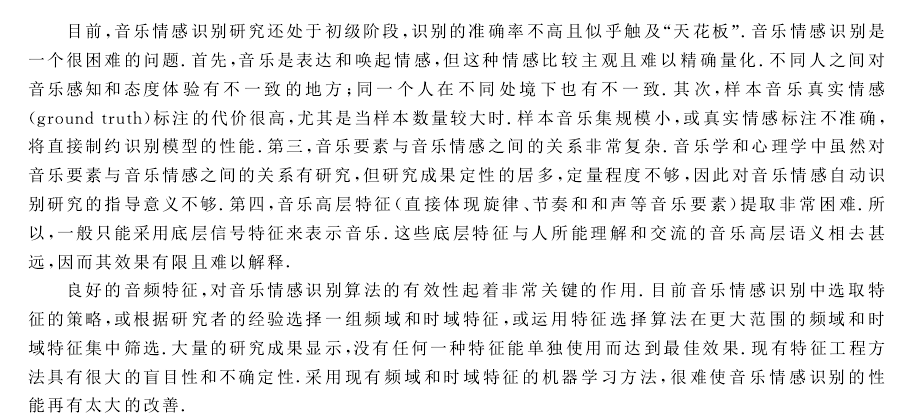 目前,音乐情感识别研究还处于初级阶段,识别的准确率不高且似乎触及“天花板”.音乐情感识别是
一个很困难的问题.首先,音乐是表达和唤起情感,但这种情感比较主观且难以精确量化.不同人之间对
音乐感知和态度体验有不一致的地方;同一个人在不同处境下也有不一致.其次,样本音乐真实情感
(ground truth)标注的代价很高,尤其是当样本数量较大时.样本音乐集规模小,或真实情感标注不准确,
将直接制约识别模型的性能.第三,音乐要素与音乐情感之间的关系非常复杂.音乐学和心理学中虽然对
音乐要素与音乐情感之间的关系有研究,但研究成果定性的居多,定量程度不够,因此对音乐情感自动识
别研究的指导意义不够.第四,音乐高层特征(直接体现旋律、节奏和和声等音乐要素)提取非常困难.所
以,一般只能采用底层信号特征来表示音乐.这些底层特征与人所能理解和交流的音乐高层语义相去甚
远,因而其效果有限且难以解释.
良好的音频特征,对音乐情感识别算法的有效性起着非常关键的作用.目前音乐情感识别中选取特
征的策略,或根据研究者的经验选择一组频域和时域特征,或运用特征选择算法在更大范围的频域和时
域特征集中筛选.大量的研究成果显示,没有任何一种特征能单独使用而达到最佳效果.现有特征工程方
法具有很大的盲目性和不确定性.采用现有频域和时域特征的机器学习方法,很难使音乐情感识别的性
能再有太大的改善.